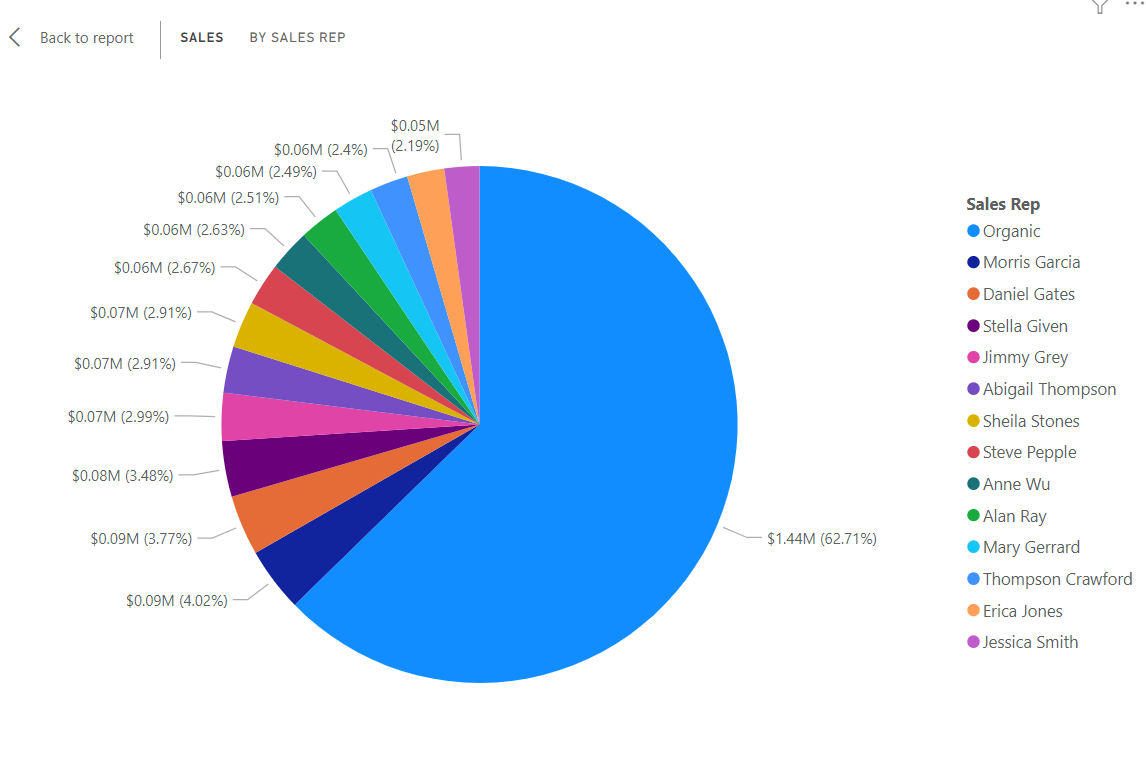 Back to report
SALES
BY SALES REP
$0.05M
(2.19%)
$0.06M (2.4%)
$0.06M (2.49%)
$0.06M (2.51%)
$0.06M (2.63%)
$0.06M (2.67%)
$0.07M (2.91%)
$0.07M (2.91%)
$0.07M (2.99%)
$0.08M (3.48%)
$0.09M (3.77%)
$0.09M (4.02%)
$1.44M (62.71%)
Sales Rep
Organic
Morris Garcia
Daniel Gates
Stella Given
Jimmy Grey
Abigail Thompson
Sheila Stones
Steve Pepple
Anne Wu
Alan Ray
Mary Gerrard
Thompson Crawford
Erica Jones
Jessica Smith